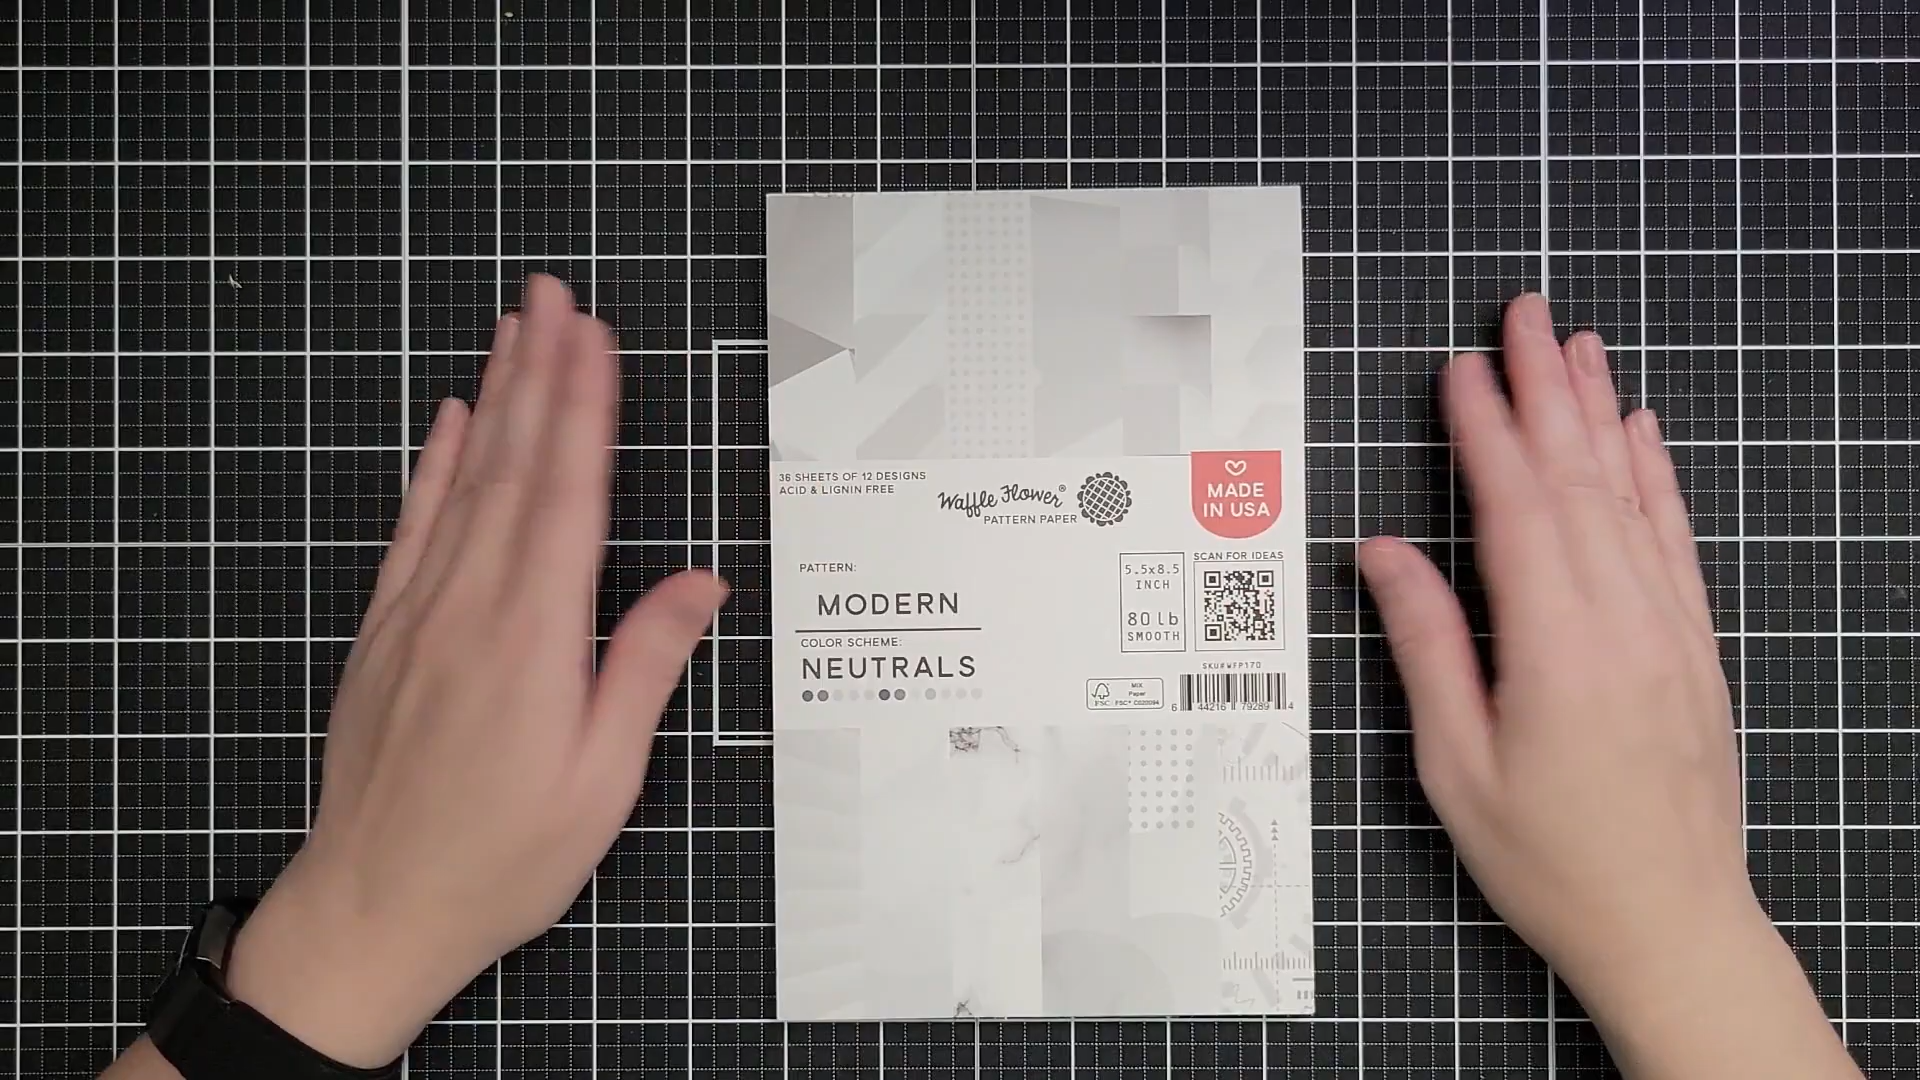 36 SHEETS OF 12 DESIGNS
ACID & LIGNIN FREE
Waffle Flower®
PATTERN PAPER
MADE
IN USA
PATTERN:
MODERN
COLOR SCHEME:
NEUTRALS
5.5x8.5
INCH
80 lb
SMOOTH
SCAN FOR IDEAS
SKU#WFP170
FSC
MIX
Paper
FSC® C020094
6 44216 79289 4